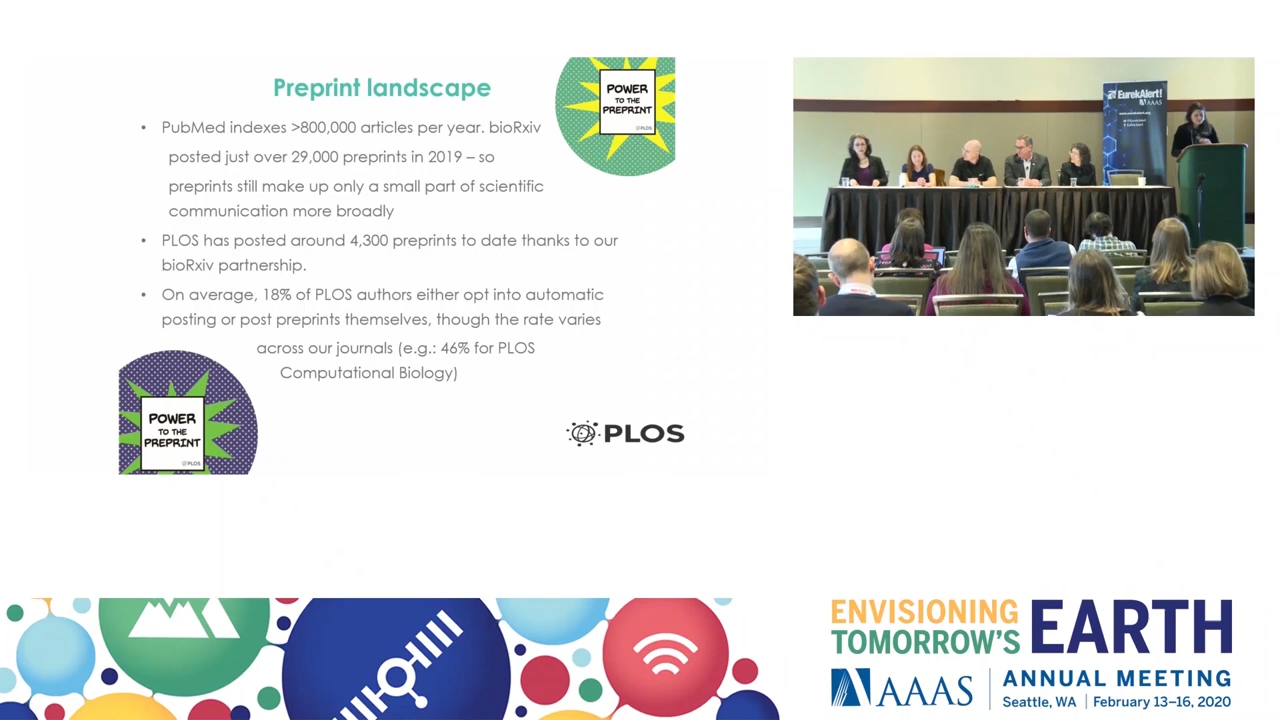 Preprint landscape
POWER
TO THE
PREPRINT
PLOS
• PubMed indexes >800,000 articles per year. bioRxiv
posted just over 29,000 preprints in 2019 – so
preprints still make up only a small part of scientific
communication more broadly
• PLOS has posted around 4,300 preprints to date thanks to our
bioRxiv partnership.
• On average, 18% of PLOS authors either opt into automatic
posting or post preprints themselves, though the rate varies
across our journals (e.g.: 46% for PLOS
Computational Biology)
POWER
TO THE
PREPRINT
PLOS
PLOS
EurekAlert!
AAAS
www.eurekalert.org
ENVISIONING
TOMORROW'S
EARTH
AAAS
ANNUAL MEETING
Seattle, WA | February 13–16, 2020